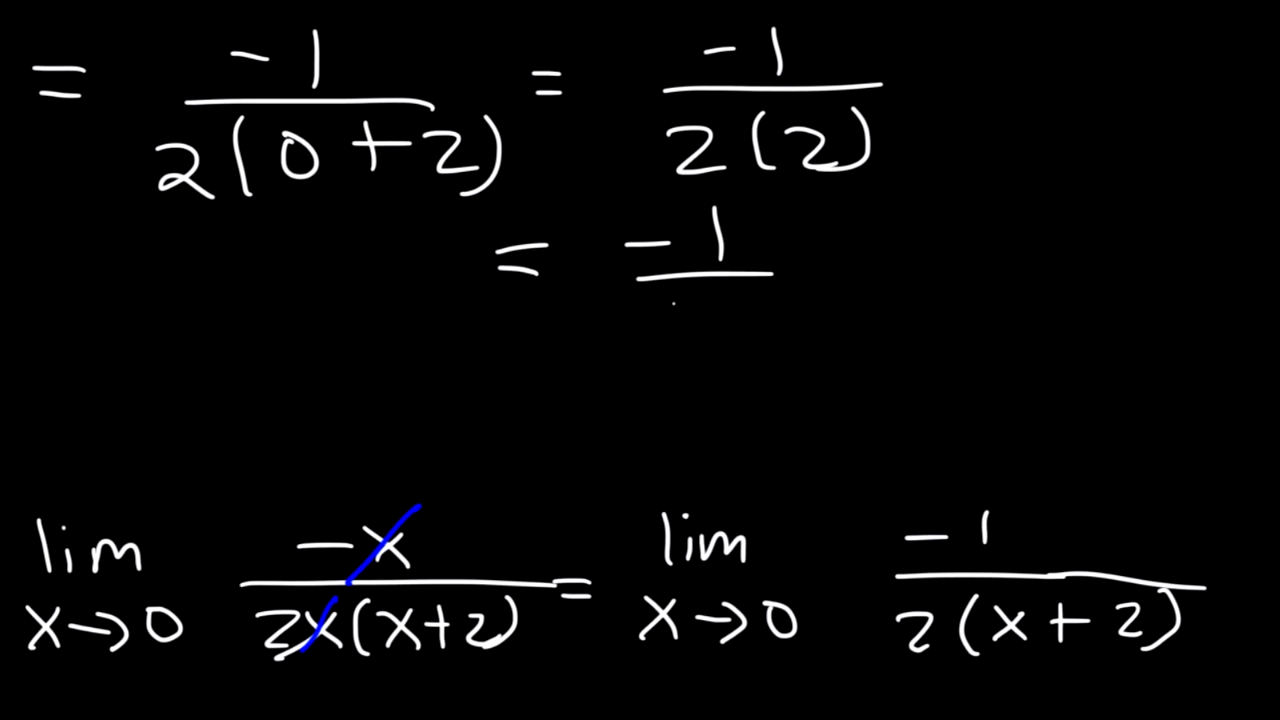 = -1/2(0+2) = -1/2(2)
= -1/
lim x→0 -x/2x(x+2) = lim x→0 -1/2(x+2)